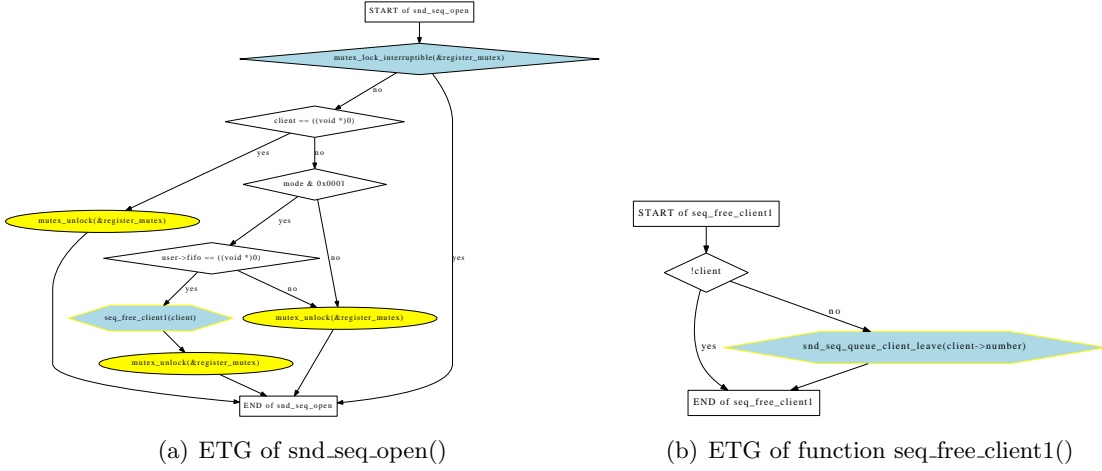 START of snd_seq_open
mutex_lock_interruptible(&register_mutex)
no
client == ((void *)0)
yes
no
mode & 0x0001
mutex_unlock(&register_mutex)
yes
user->fifo == ((void *)0)
no
yes
yes
no
seq_free_client1(client)
mutex_unlock(&register_mutex)
mutex_unlock(&register_mutex)
END of snd_seq_open
(a) ETG of snd_seq_open()
START of seq_free_client1
!client
no
yes
snd_seq_queue_client_leave(client->number)
END of seq_free_client1
(b) ETG of function seq_free_client1()